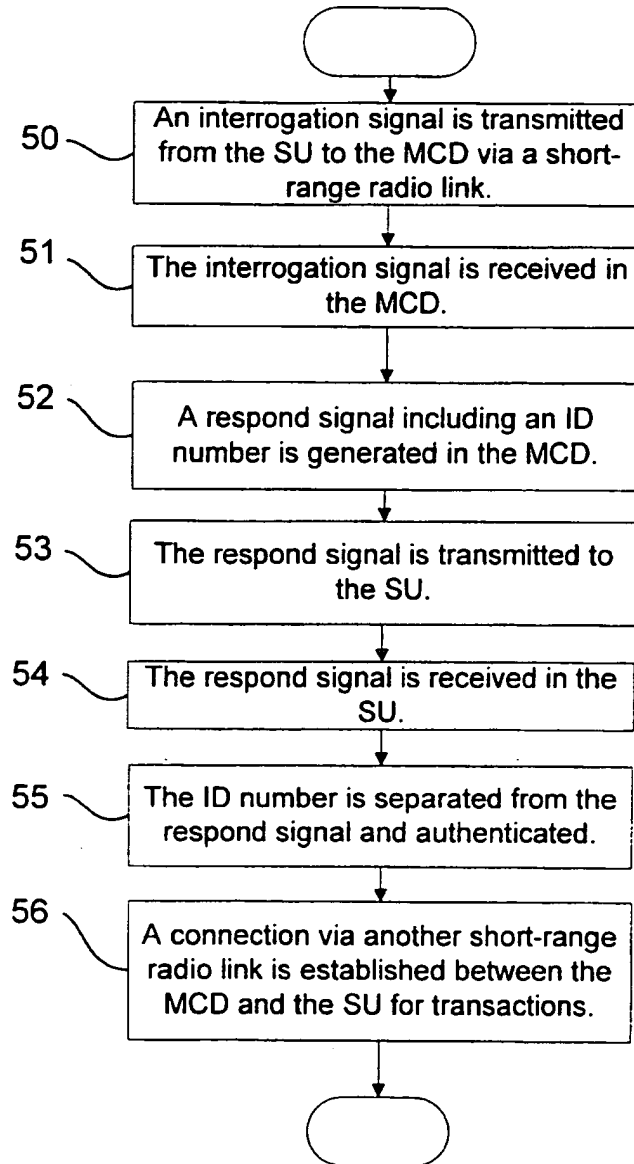 50
An interrogation signal is transmitted
from the SU to the MCD via a short-
range radio link.
51
The interrogation signal is received in
the MCD.
52
A respond signal including an ID
number is generated in the MCD.
53
The respond signal is transmitted to
the SU.
54
The respond signal is received in the
SU.
55
The ID number is separated from the
respond signal and authenticated.
56
A connection via another short-range
radio link is established between the
MCD and the SU for transactions.